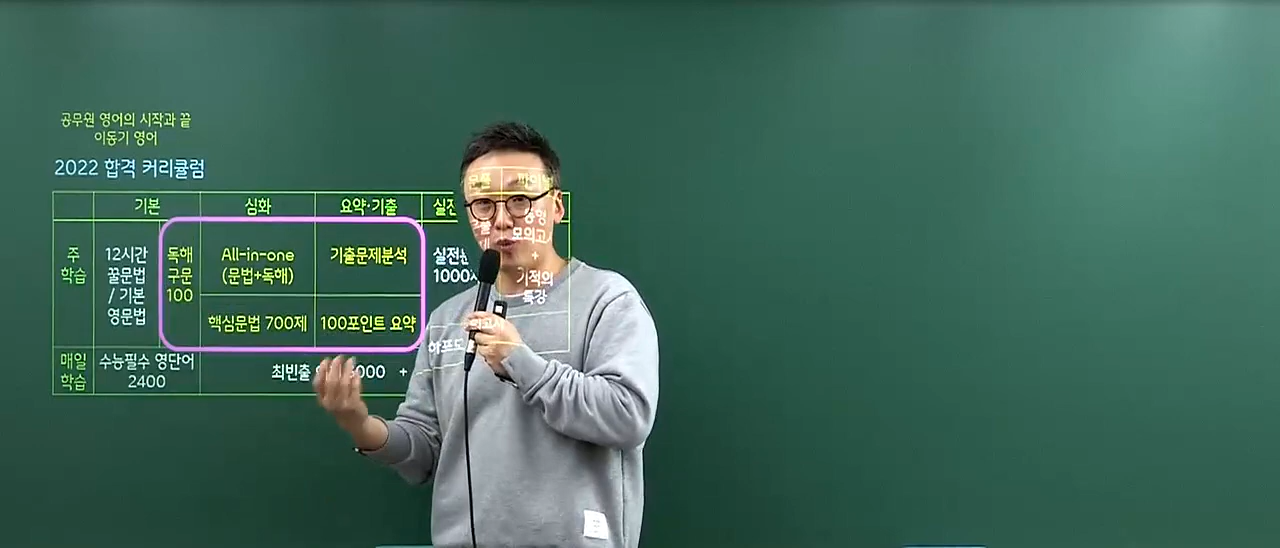 공무원 영어의 시작과 끝
이동기 영어
2022 합격 커리큘럼
기본 심화 요약·기출
주
학습
12시간
꿀문법
/ 기본
영문법
독해
구문
100
All-in-one
(문법+독해)
기출문제분석
핵심문법 700제
100포인트 요약
모의고
+
기적의
특강
매일
학습
수능필수 영단어
2400
최빈출
+